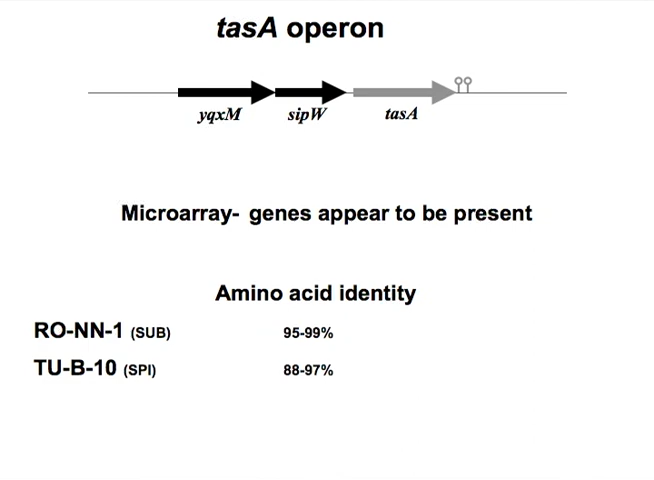 tasA operon
yqxM sipW tasA
Microarray- genes appear to be present
Amino acid identity
RO-NN-1 (SUB) 95-99%
TU-B-10 (SPI) 88-97%